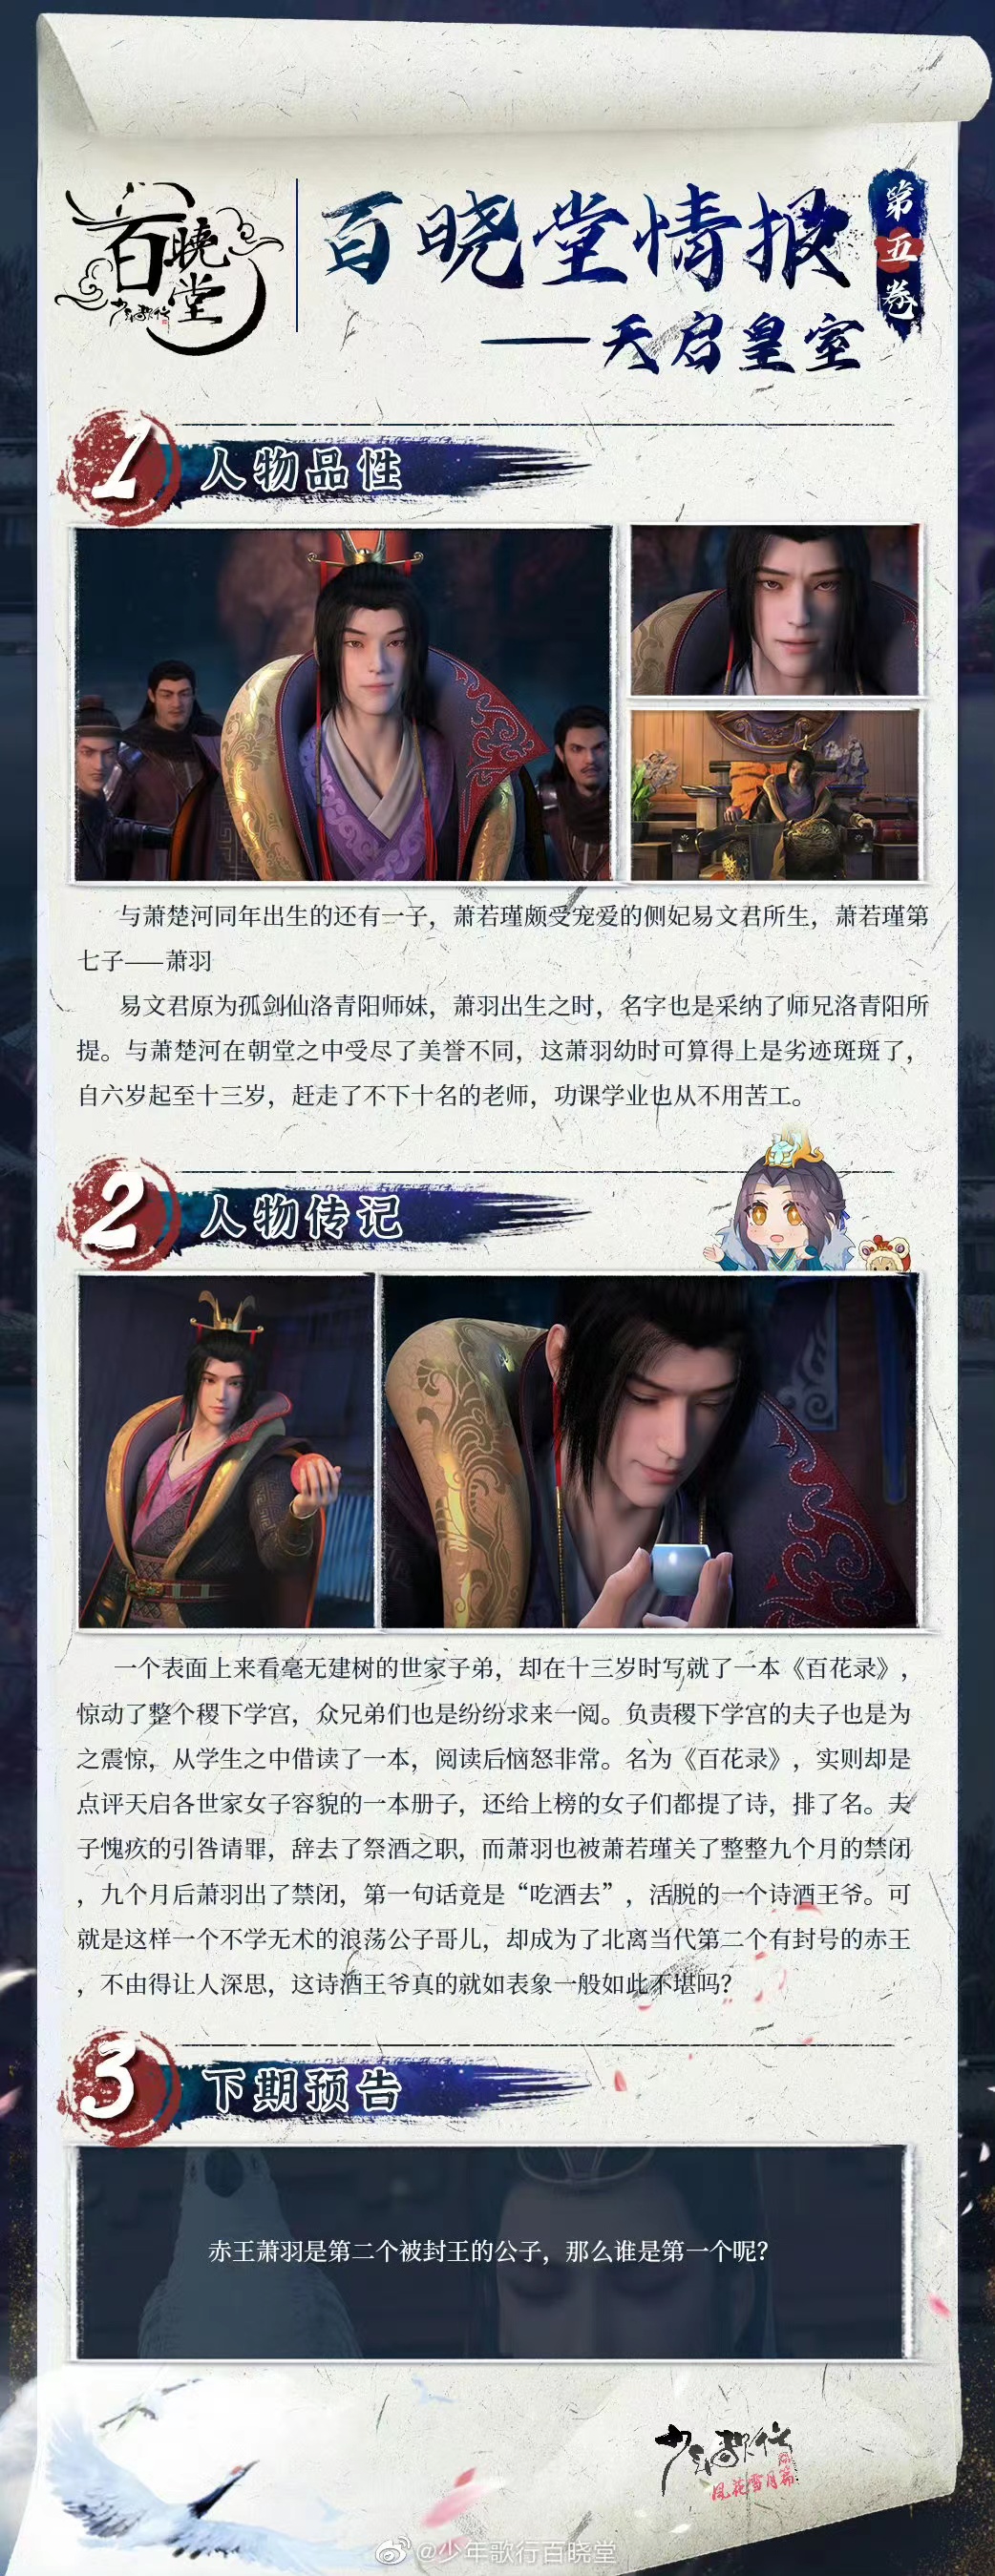 百曉堂
少年歌行
百晓堂情报
第五卷
——天启皇室
1 人物品性
与萧楚河同年出生的还有一子，萧若瑾颇受宠爱的侧妃易文君所生，萧若瑾第
七子——萧羽
易文君原为孤剑仙洛青阳师妹，萧羽出生之时，名字也是采纳了师兄洛青阳所
提。与萧楚河在朝堂之中受尽了美誉不同，这萧羽幼时可算得上是劣迹斑斑了，
自六岁起至十三岁，赶走了不下十名的老师，功课学业也从不用苦工。
2 人物传记
一个表面上来看毫无建树的世家子弟，却在十三岁时写就了一本《百花录》，
惊动了整个稷下学宫，众兄弟们也是纷纷求来一阅。负责稷下学宫的夫子也是为
之震惊，从学生之中借读了一本，阅读后恼怒非常。名为《百花录》，实则却是
点评天启各世家女子容貌的一本册子，还给上榜的女子们都提了诗，排了名。夫
子愧疚的引咎请罪，辞去了祭酒之职，而萧羽也被萧若瑾关了整整九个月的禁闭
，九个月后萧羽出了禁闭，第一句话竟是“吃酒去”，活脱的一个诗酒王爷。可
就是这样一个不学无术的浪荡公子哥儿，却成为了北离当代第二个有封号的赤王
，不由得让人深思，这诗酒王爷真的就如表象一般如此不堪吗？
3 下期预告
赤王萧羽是第二个被封王的公子，那么谁是第一个呢？
少年歌行
风花雪月篇
@少年歌行百晓堂